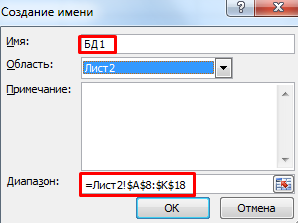 Создание имени
Имя: БД1
Область: Лист2
Примечание:
Диапазон: =Лист2!$A$8:$K$18
ОК Отмена